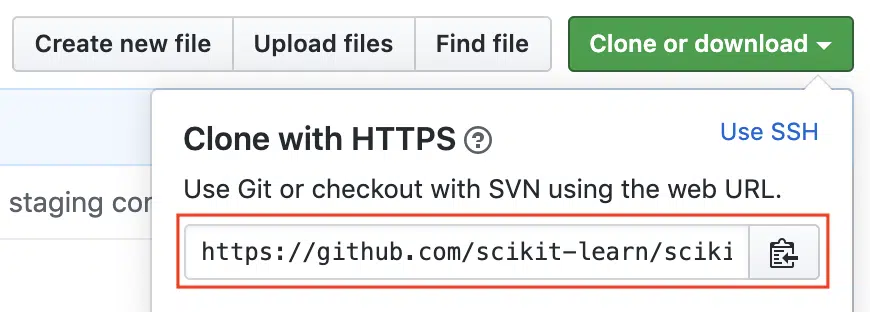 Create new file Upload files Find file Clone or download
Clone with HTTPS
Use SSH
Use Git or checkout with SVN using the web URL.
staging cor
https://github.com/scikit-learn/sciki